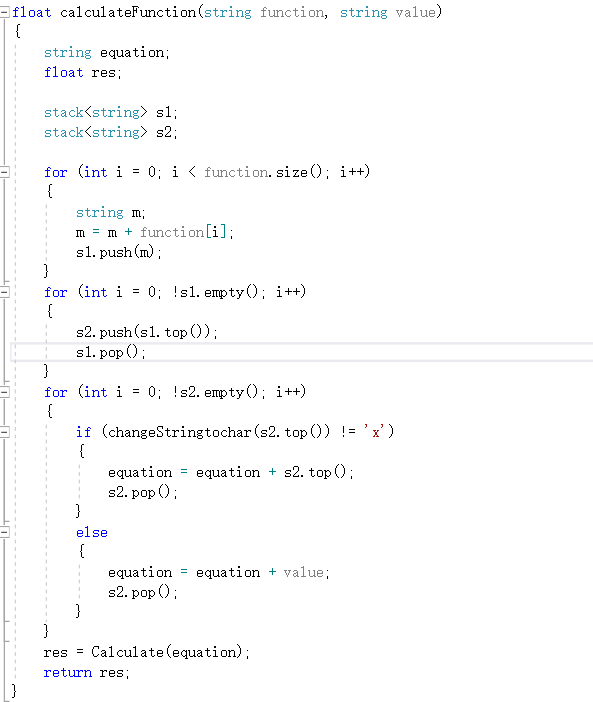 float calculateFunction(string function, string value)
{
    string equation;
    float res;

    stack<string> s1;
    stack<string> s2;

    for (int i = 0; i < function.size(); i++)
    {
        string m;
        m = m + function[i];
        s1.push(m);
    }
    for (int i = 0; !s1.empty(); i++)
    {
        s2.push(s1.top());
        s1.pop();
    }
    for (int i = 0; !s2.empty(); i++)
    {
        if (changeStringtochar(s2.top()) != 'x')
        {
            equation = equation + s2.top();
            s2.pop();
        }
        else
        {
            equation = equation + value;
            s2.pop();
        }
    }
    res = Calculate(equation);
    return res;
}